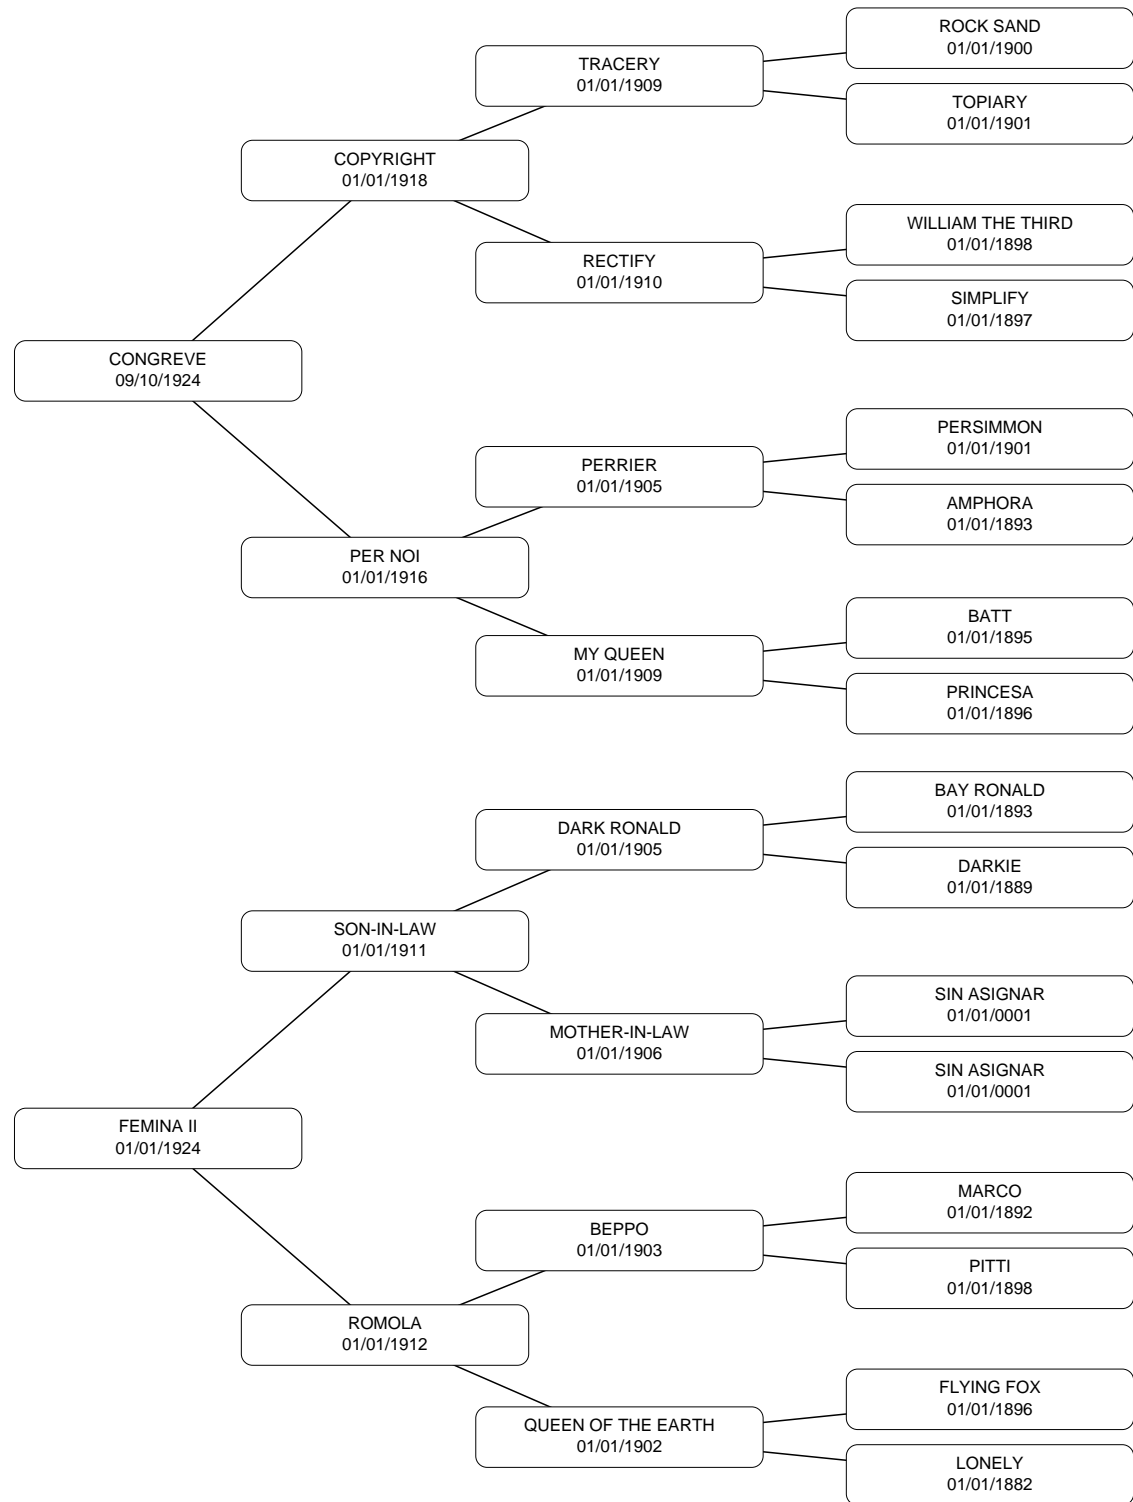 ROCK SAND
01/01/1900
TRACERY
01/01/1909
TOPIARY
01/01/1901
COPYRIGHT
01/01/1918
WILLIAM THE THIRD
01/01/1898
RECTIFY
01/01/1910
SIMPLIFY
01/01/1897
CONGREVE
09/10/1924
PERSIMMON
01/01/1901
PERRIER
01/01/1905
AMPHORA
01/01/1893
PER NOI
01/01/1916
BATT
01/01/1895
MY QUEEN
01/01/1909
PRINCESA
01/01/1896
BAY RONALD
01/01/1893
DARK RONALD
01/01/1905
DARKIE
01/01/1889
SON-IN-LAW
01/01/1911
SIN ASIGNAR
01/01/0001
MOTHER-IN-LAW
01/01/1906
SIN ASIGNAR
01/01/0001
FEMINA II
01/01/1924
MARCO
01/01/1892
BEPPO
01/01/1903
PITTI
01/01/1898
ROMOLA
01/01/1912
FLYING FOX
01/01/1896
QUEEN OF THE EARTH
01/01/1902
LONELY
01/01/1882